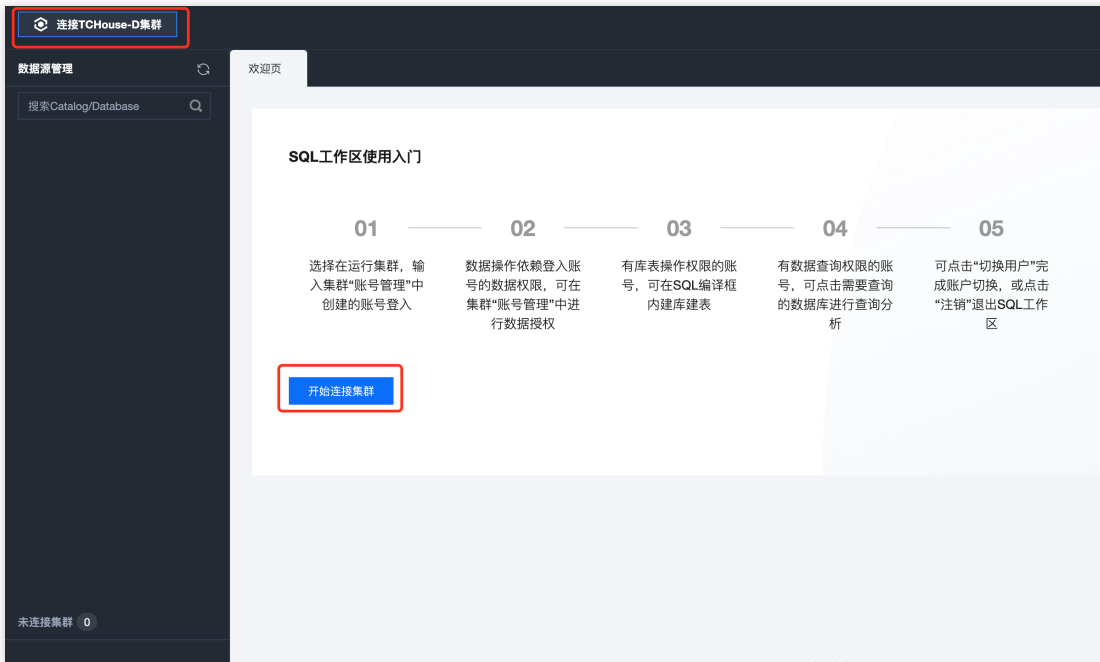 连接TCHouse-D集群
数据源管理
搜索Catalog/Database
未连接集群 0
欢迎页
SQL工作区使用入门
01
选择在运行集群，输
入集群“账号管理”中
创建的账号登入
02
数据操作依赖登入账
号的数据权限，可在
集群“账号管理”中进
行数据授权
03
有库表操作权限的账
号，可在SQL编译框
内建库建表
04
有数据查询权限的账
号，可点击需要查询
的数据库进行查询分
析
05
可点击“切换用户”完
成账户切换，或点击
“注销”退出SQL工作
区
开始连接集群